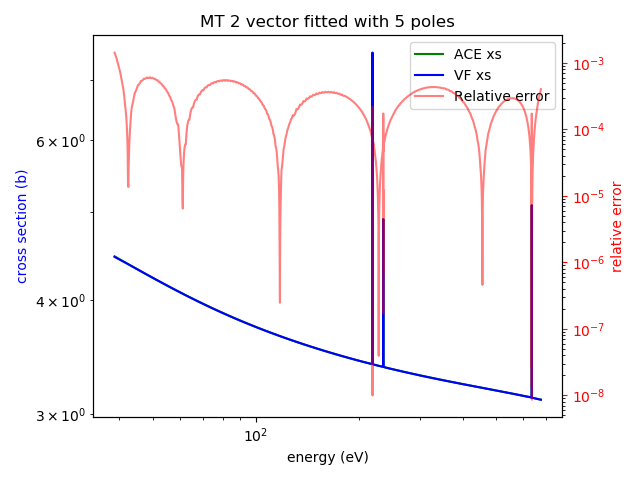 MT 2 vector fitted with 5 poles
ACE xs
VF xs
Relative error
cross section (b)
6 × 10⁰
4 × 10⁰
3 × 10⁰
10⁻³
10⁻⁴
10⁻⁵
10⁻⁶
10⁻⁷
10⁻⁸
relative error
10²
energy (eV)